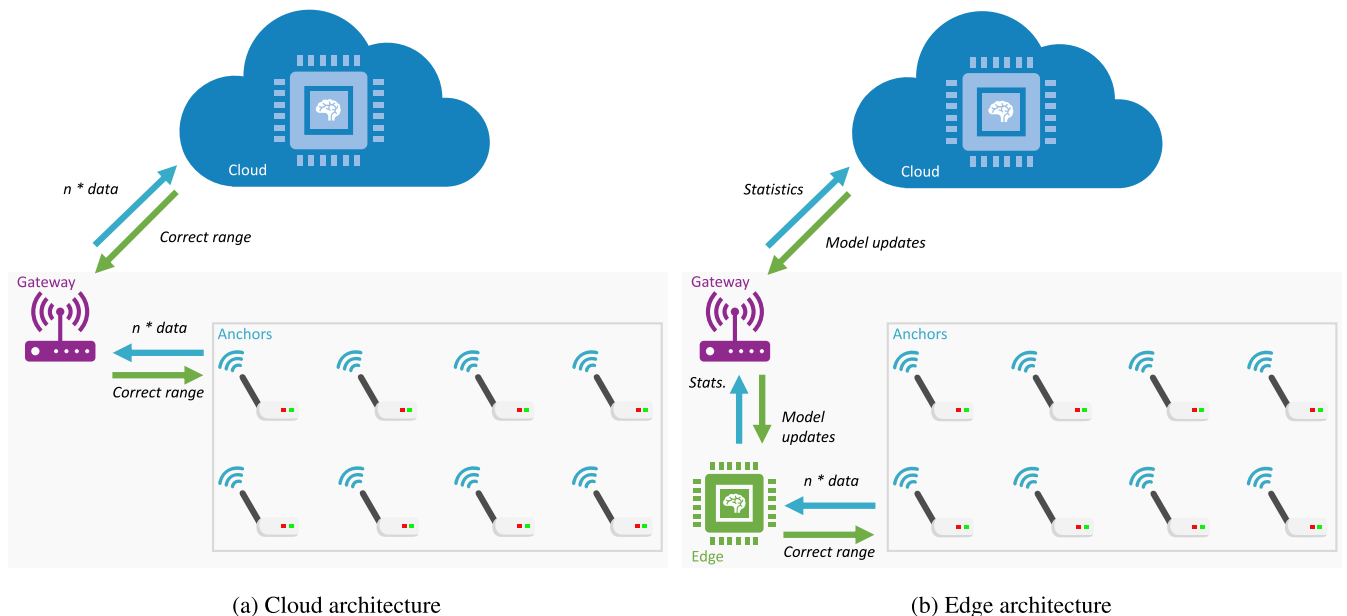 Cloud
n * data
Correct range
Gateway
n * data
Correct range
Anchors
(a) Cloud architecture
Cloud
Statistics
Model updates
Gateway
Stats.
Model
updates
Anchors
n * data
Correct range
Edge
(b) Edge architecture